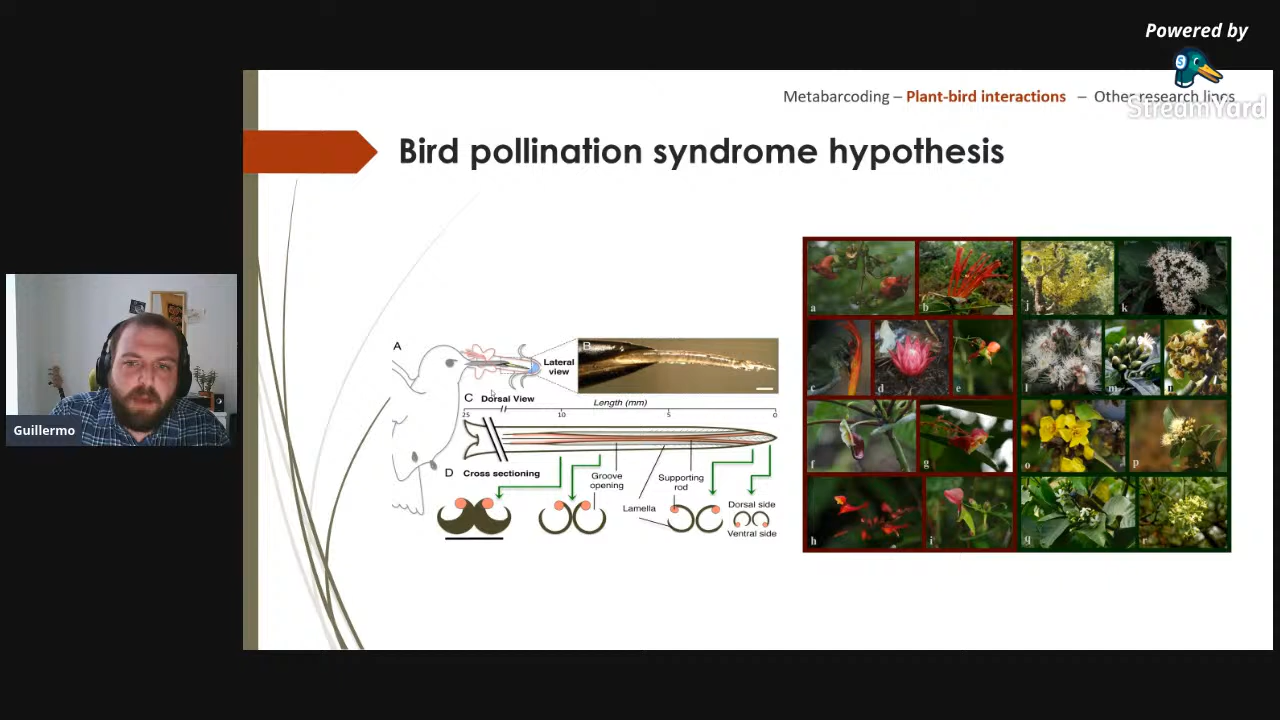 Powered by
StreamYard
Metabarcoding – Plant-bird interactions – Other research lines
Bird pollination syndrome hypothesis
Guillermo
A
B
Lateral
view
C Dorsal View
Length (mm)
25 10 5 0
D Cross sectioning
Groove
opening
Supporting
rod
Lamella
Dorsal side
Ventral side
a b j k
c d e l m n
f g o p
h i q r